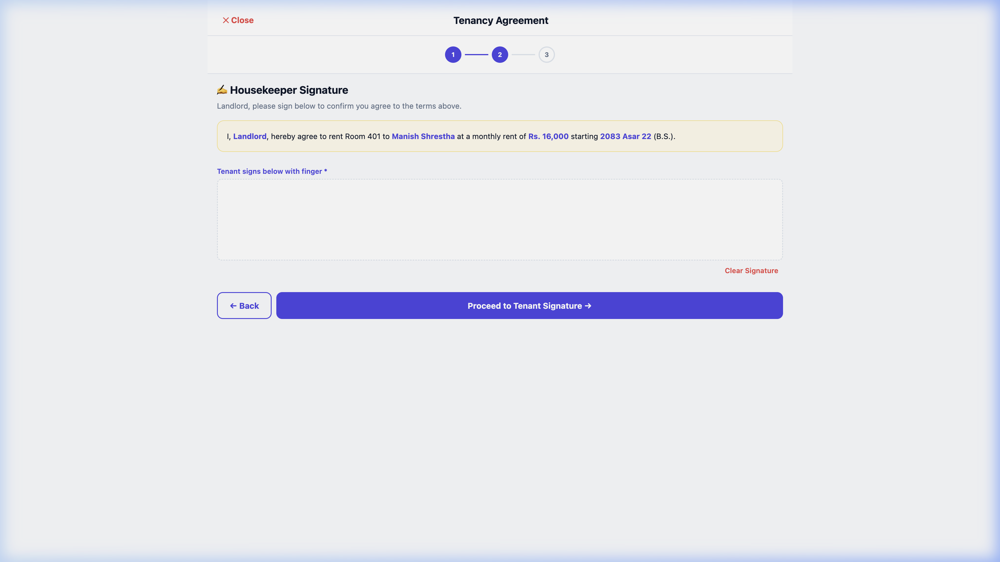 × Close
Tenancy Agreement
1 2 3
✍️ Housekeeper Signature
Landlord, please sign below to confirm you agree to the terms above.
I, Landlord, hereby agree to rent Room 401 to Manish Shrestha at a monthly rent of Rs. 16,000 starting 2083 Asar 22 (B.S.).
Tenant signs below with finger *
Clear Signature
← Back
Proceed to Tenant Signature →